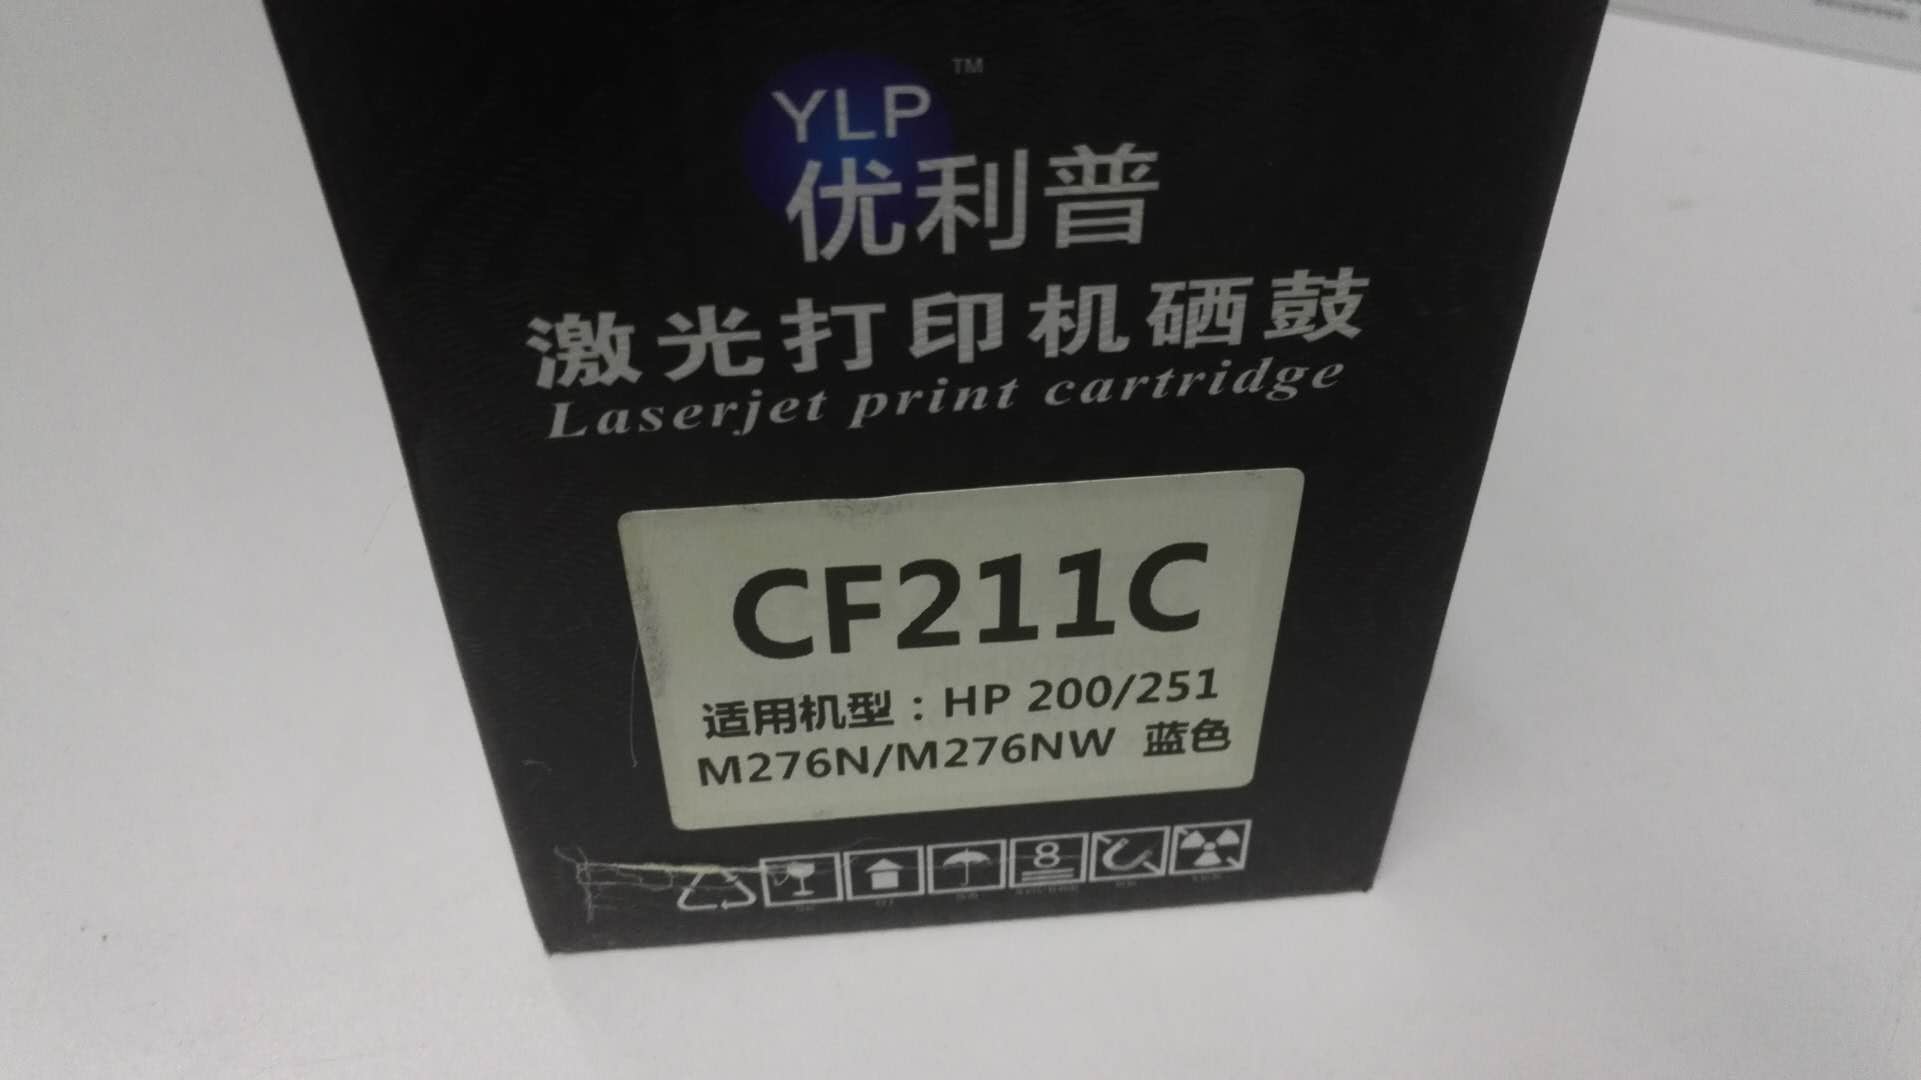 YLP TM
优利普
激光打印机硒鼓
Laserjet print cartridge
CF211C
适用机型：HP 200/251
M276N/M276NW 蓝色
8